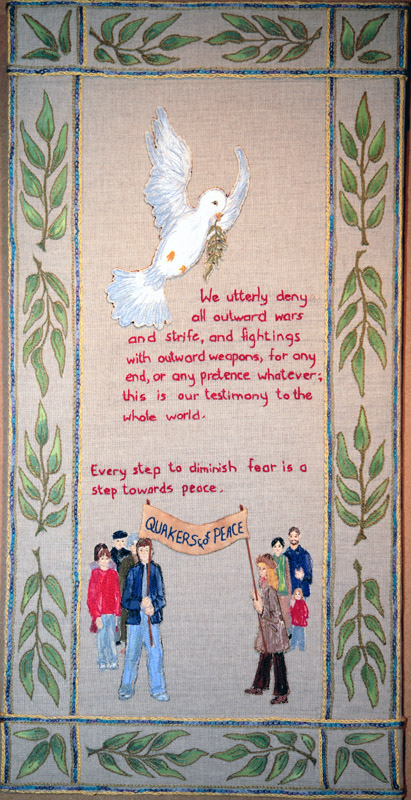 We utterly deny
all outward wars
and strife, and fightings
with outward weapons, for any
end, or any pretence whatever;
this is our testimony to the
whole world.
Every step to diminish fear is a
step towards peace.
QUAKERS for PEACE